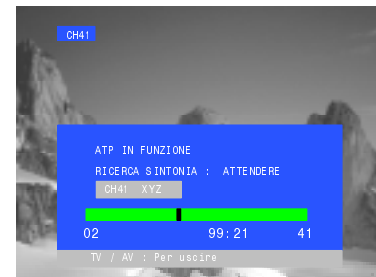 CH41
ATP IN FUNZIONE
RICERCA SINTONIA : ATTENDERE
CH41 XYZ
02 99:21 41
TV / AV : Per uscire